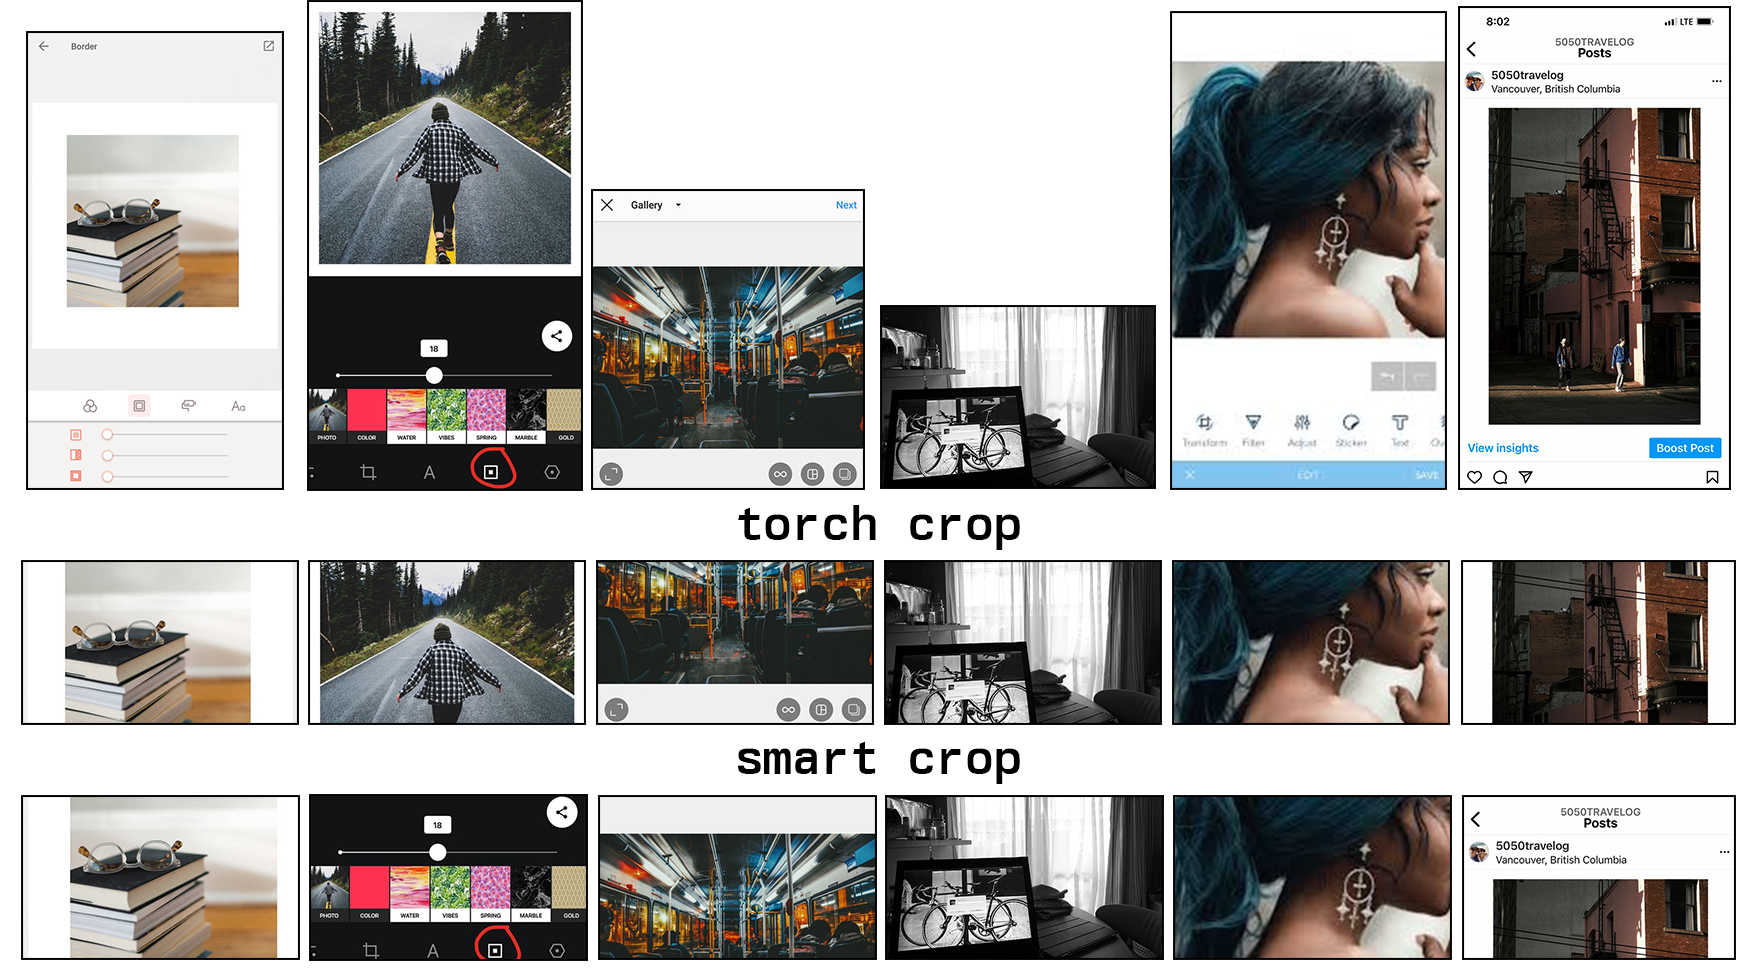 Border
Aa
18
PHOTO COLOR WATER VIBES SPRING MARBLE GOLD
A
Gallery
Next
Transform Filter Adjust Sticker Text Ov
EDIT SAVE
8:02 LTE
5050TRAVELOG
Posts
5050travelog
Vancouver, British Columbia
View insights Boost Post
torch crop
smart crop
18
PHOTO COLOR WATER VIBES SPRING MARBLE GOLD
A
5050TRAVELOG
Posts
5050travelog
Vancouver, British Columbia